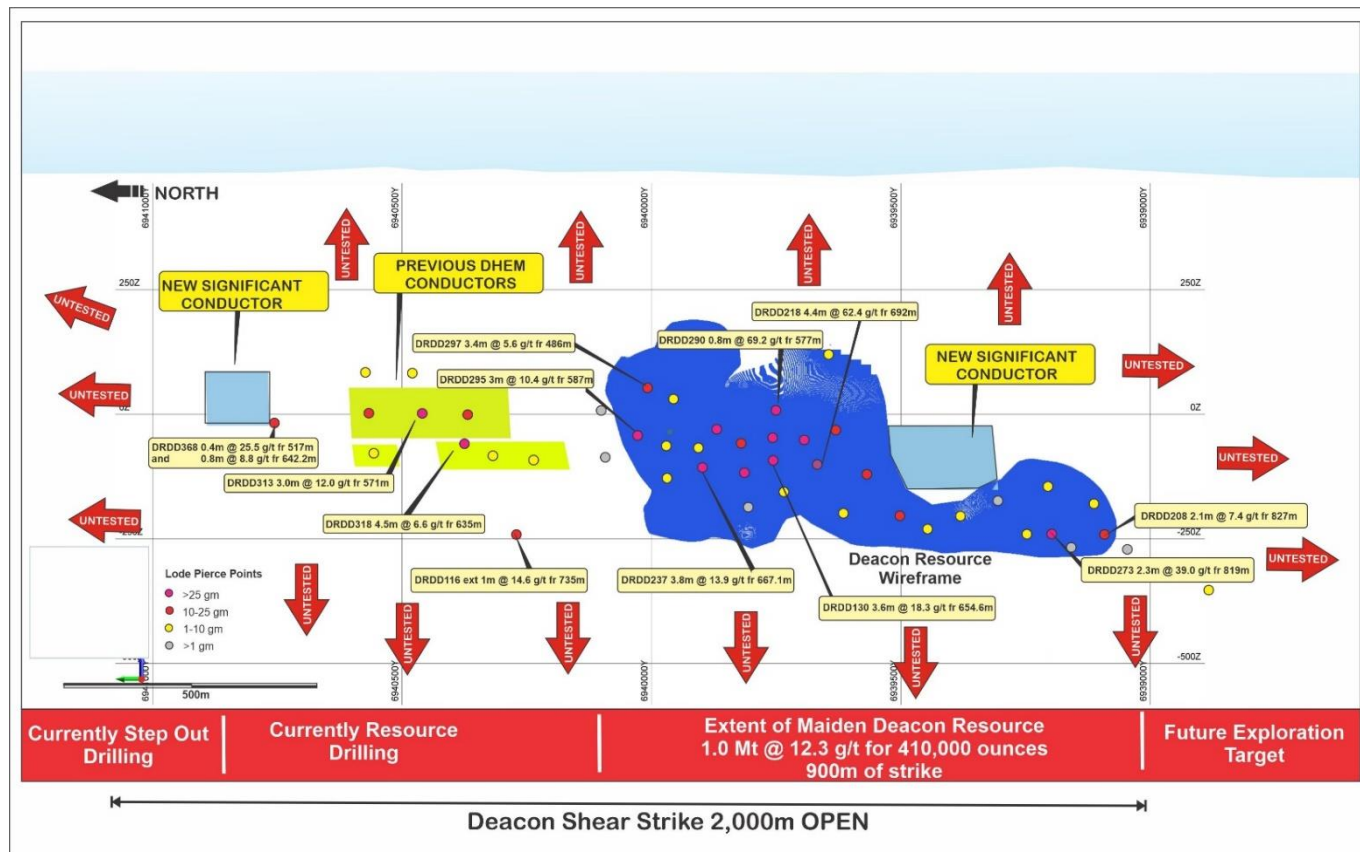 NORTH
6941000Y
6940500Y
6940000Y
6939500Y
6939000Y
UNTESTED
UNTESTED
UNTESTED
UNTESTED
250Z
250Z
NEW SIGNIFICANT
CONDUCTOR
PREVIOUS DHEM
CONDUCTORS
UNTESTED
DRDD218 4.4m @ 62.4 g/t fr 692m
DRDD297 3.4m @ 5.6 g/t fr 486m
DRDD290 0.8m @ 69.2 g/t fr 577m
NEW SIGNIFICANT
CONDUCTOR
UNTESTED
DRDD295 3m @ 10.4 g/t fr 587m
UNTESTED
0Z
0Z
DRDD368 0.4m @ 25.5 g/t fr 517m
and 0.8m @ 8.8 g/t fr 642.2m
UNTESTED
DRDD313 3.0m @ 12.0 g/t fr 571m
DRDD318 4.5m @ 6.6 g/t fr 635m
UNTESTED
DRDD208 2.1m @ 7.4 g/t fr 827m
-250Z
UNTESTED
Deacon Resource
Wireframe
DRDD273 2.3m @ 39.0 g/t fr 819m
DRDD116 ext 1m @ 14.6 g/t fr 735m
DRDD237 3.8m @ 13.9 g/t fr 667.1m
DRDD130 3.6m @ 18.3 g/t fr 654.6m
Lode Pierce Points
>25 gm
10-25 gm
1-10 gm
>1 gm
UNTESTED
UNTESTED
UNTESTED
UNTESTED
UNTESTED
UNTESTED
-500Z
6940500Y
6940000Y
6939500Y
6939000Y
500m
Currently Step Out
Drilling
Currently Resource
Drilling
Extent of Maiden Deacon Resource
1.0 Mt @ 12.3 g/t for 410,000 ounces
900m of strike
Future Exploration
Target
Deacon Shear Strike 2,000m OPEN